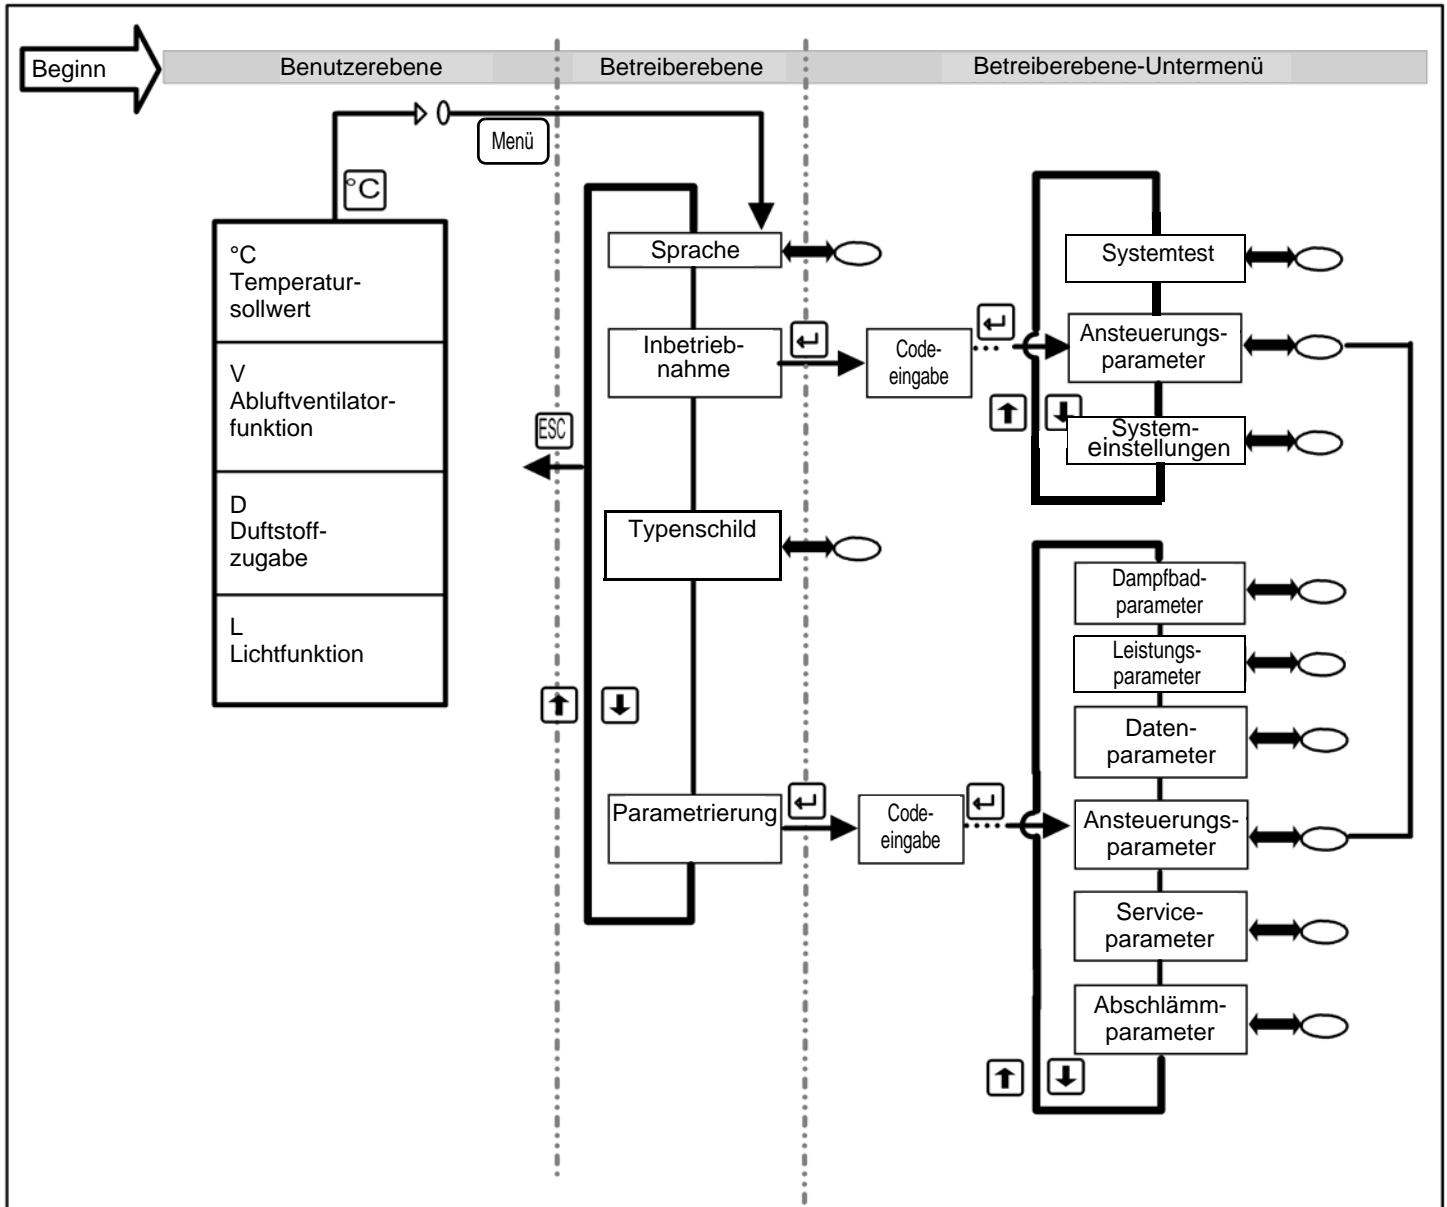 Beginn
Benutzerebene
Betreiberebene
Betreiberebene-Untermenü
Menü
°C
°C
Temperatur-
sollwert
V
Abluftventilator-
funktion
D
Duftstoff-
zugabe
L
Lichtfunktion
ESC
Sprache
Inbetrieb-
nahme
Typenschild
Parametrierung
Code-
eingabe
Systemtest
Ansteuerungs-
parameter
System-
einstellungen
Code-
eingabe
Dampfbad-
parameter
Leistungs-
parameter
Daten-
parameter
Ansteuerungs-
parameter
Service-
parameter
Abschlämm-
parameter